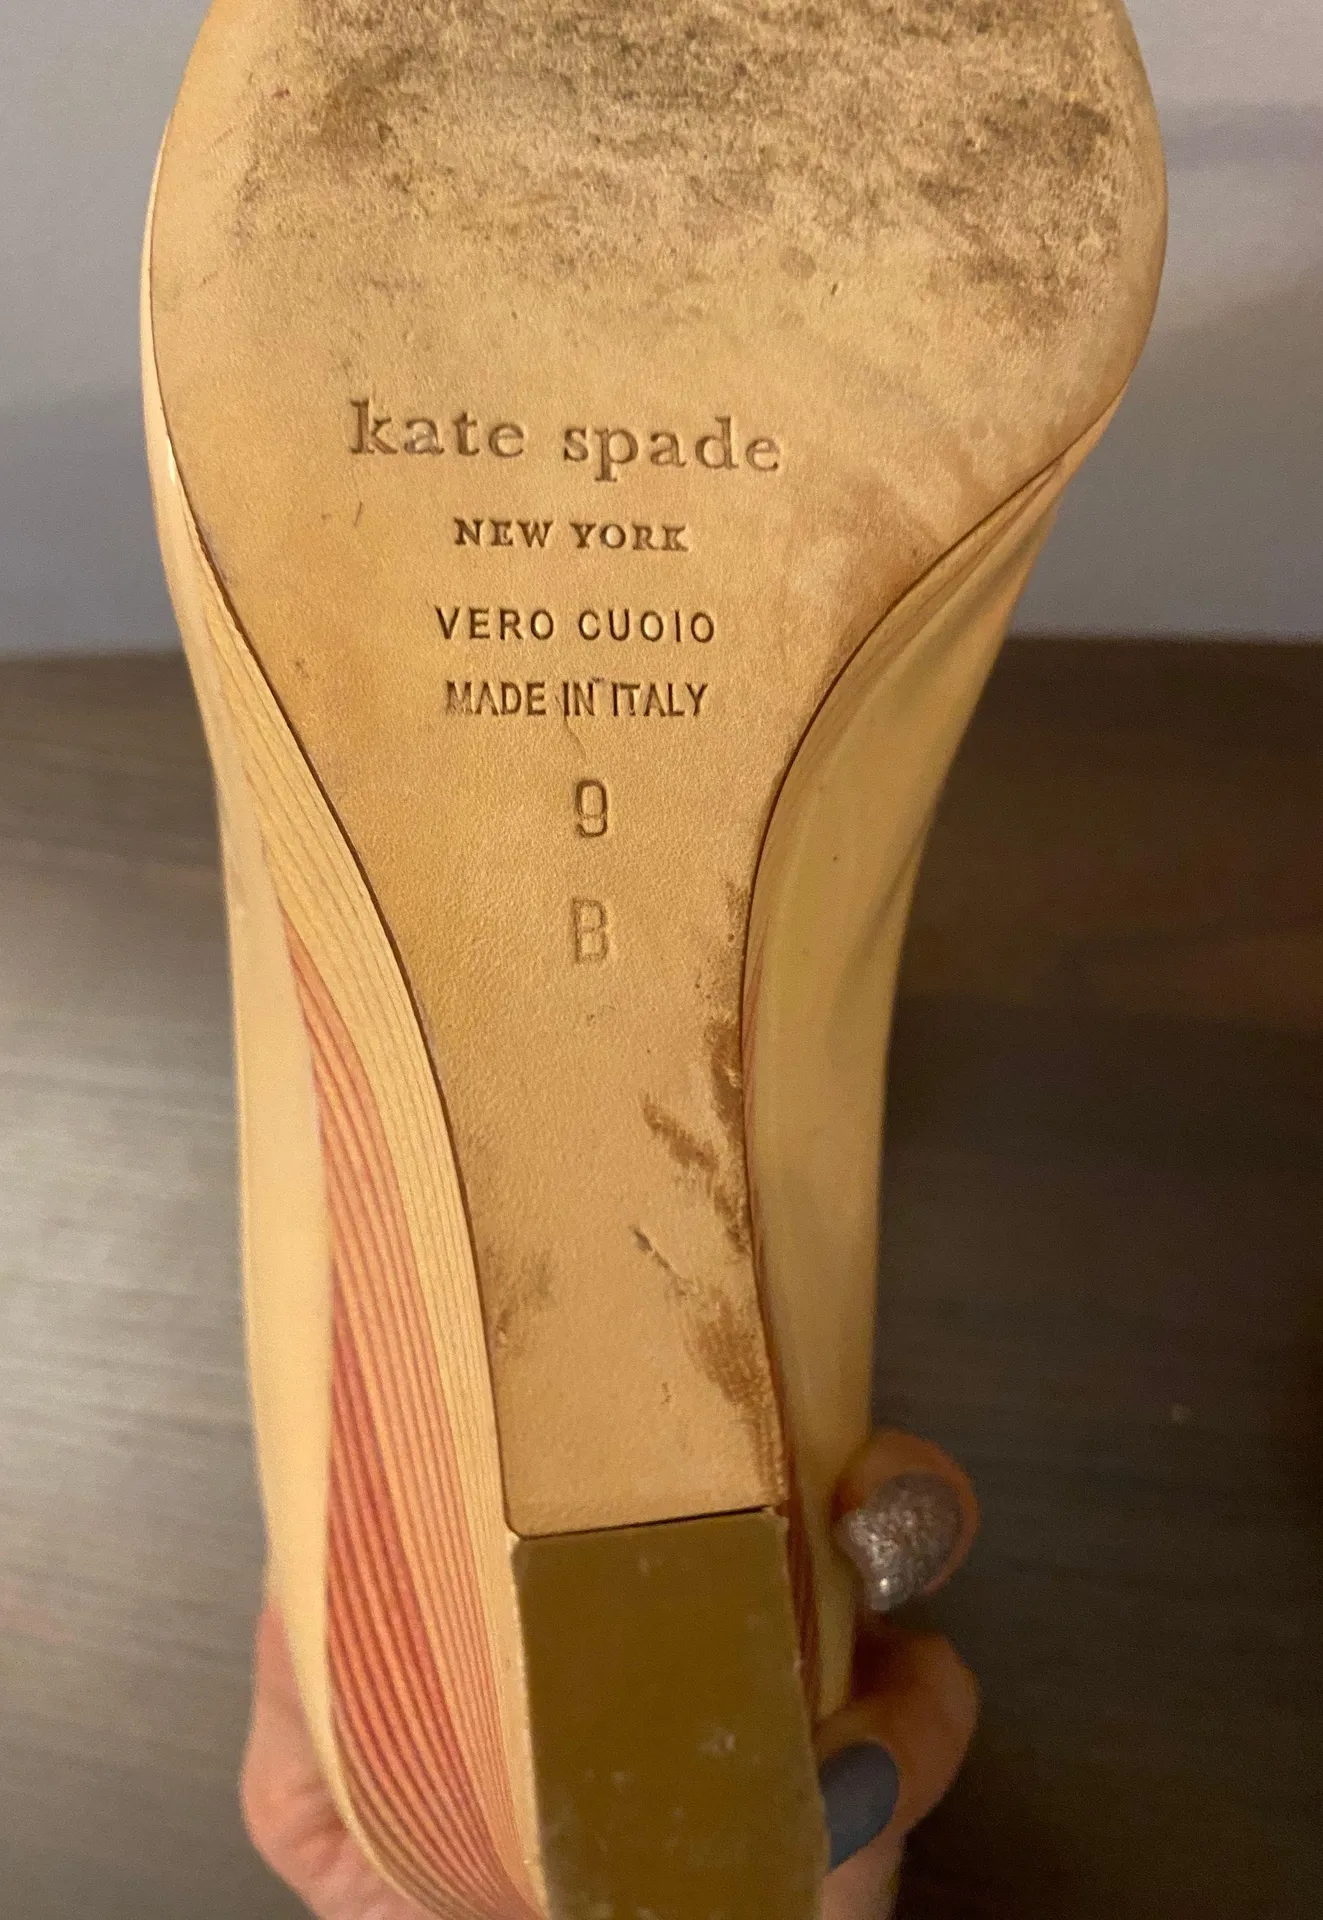 kate spade
NEW YORK
VERO CUOIO
MADE IN ITALY
9
B